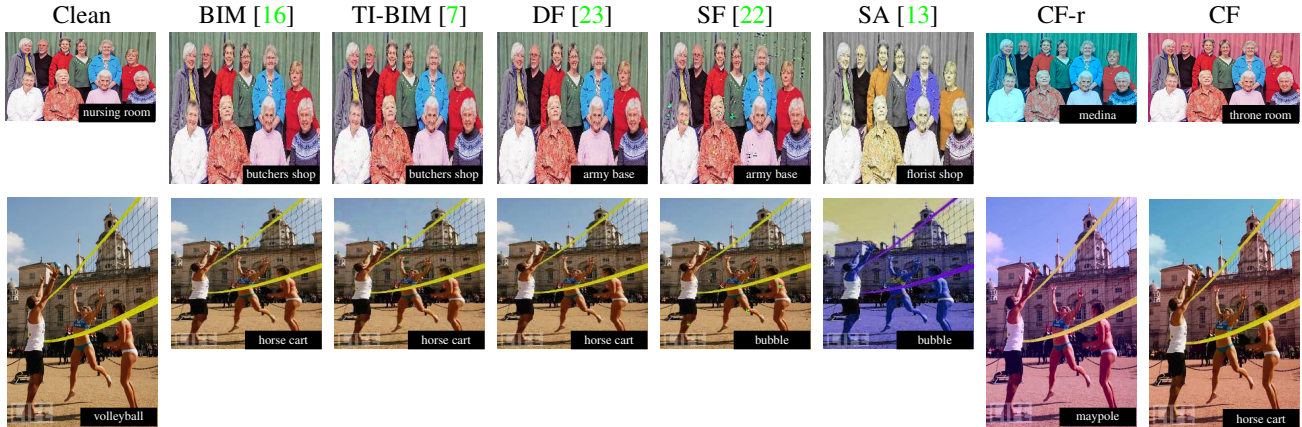 Clean BIM [16] TI-BIM [7] DF [23] SF [22] SA [13] CF-r CF
nursing room butchers shop butchers shop army base army base florist shop medina throne room
volleyball horse cart horse cart horse cart bubble bubble maypole horse cart